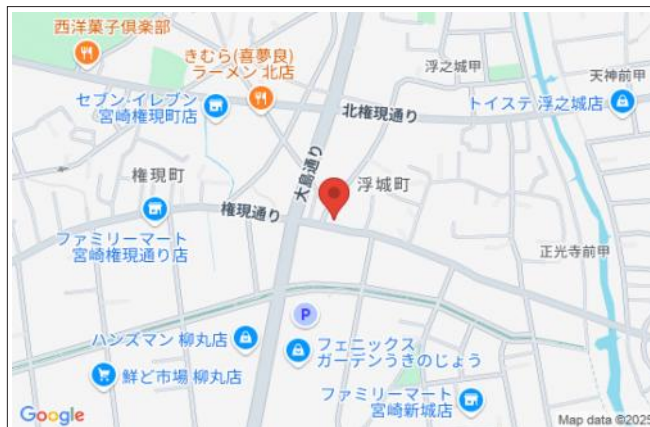 西洋菓子倶楽部
きむら(喜夢良)
ラーメン 北店
浮之城甲
天神前甲
セブン-イレブン
宮崎権現町店
北権現通り
トイステ 浮之城店
大島通り
権現町
浮城町
権現通り
ファミリーマート
宮崎権現通り店
正光寺前甲
P
ハンズマン 柳丸店
フェニックス
ガーデンうきのじょう
鮮ど市場 柳丸店
ファミリーマート
宮崎新城店
Google
Map data ©2025